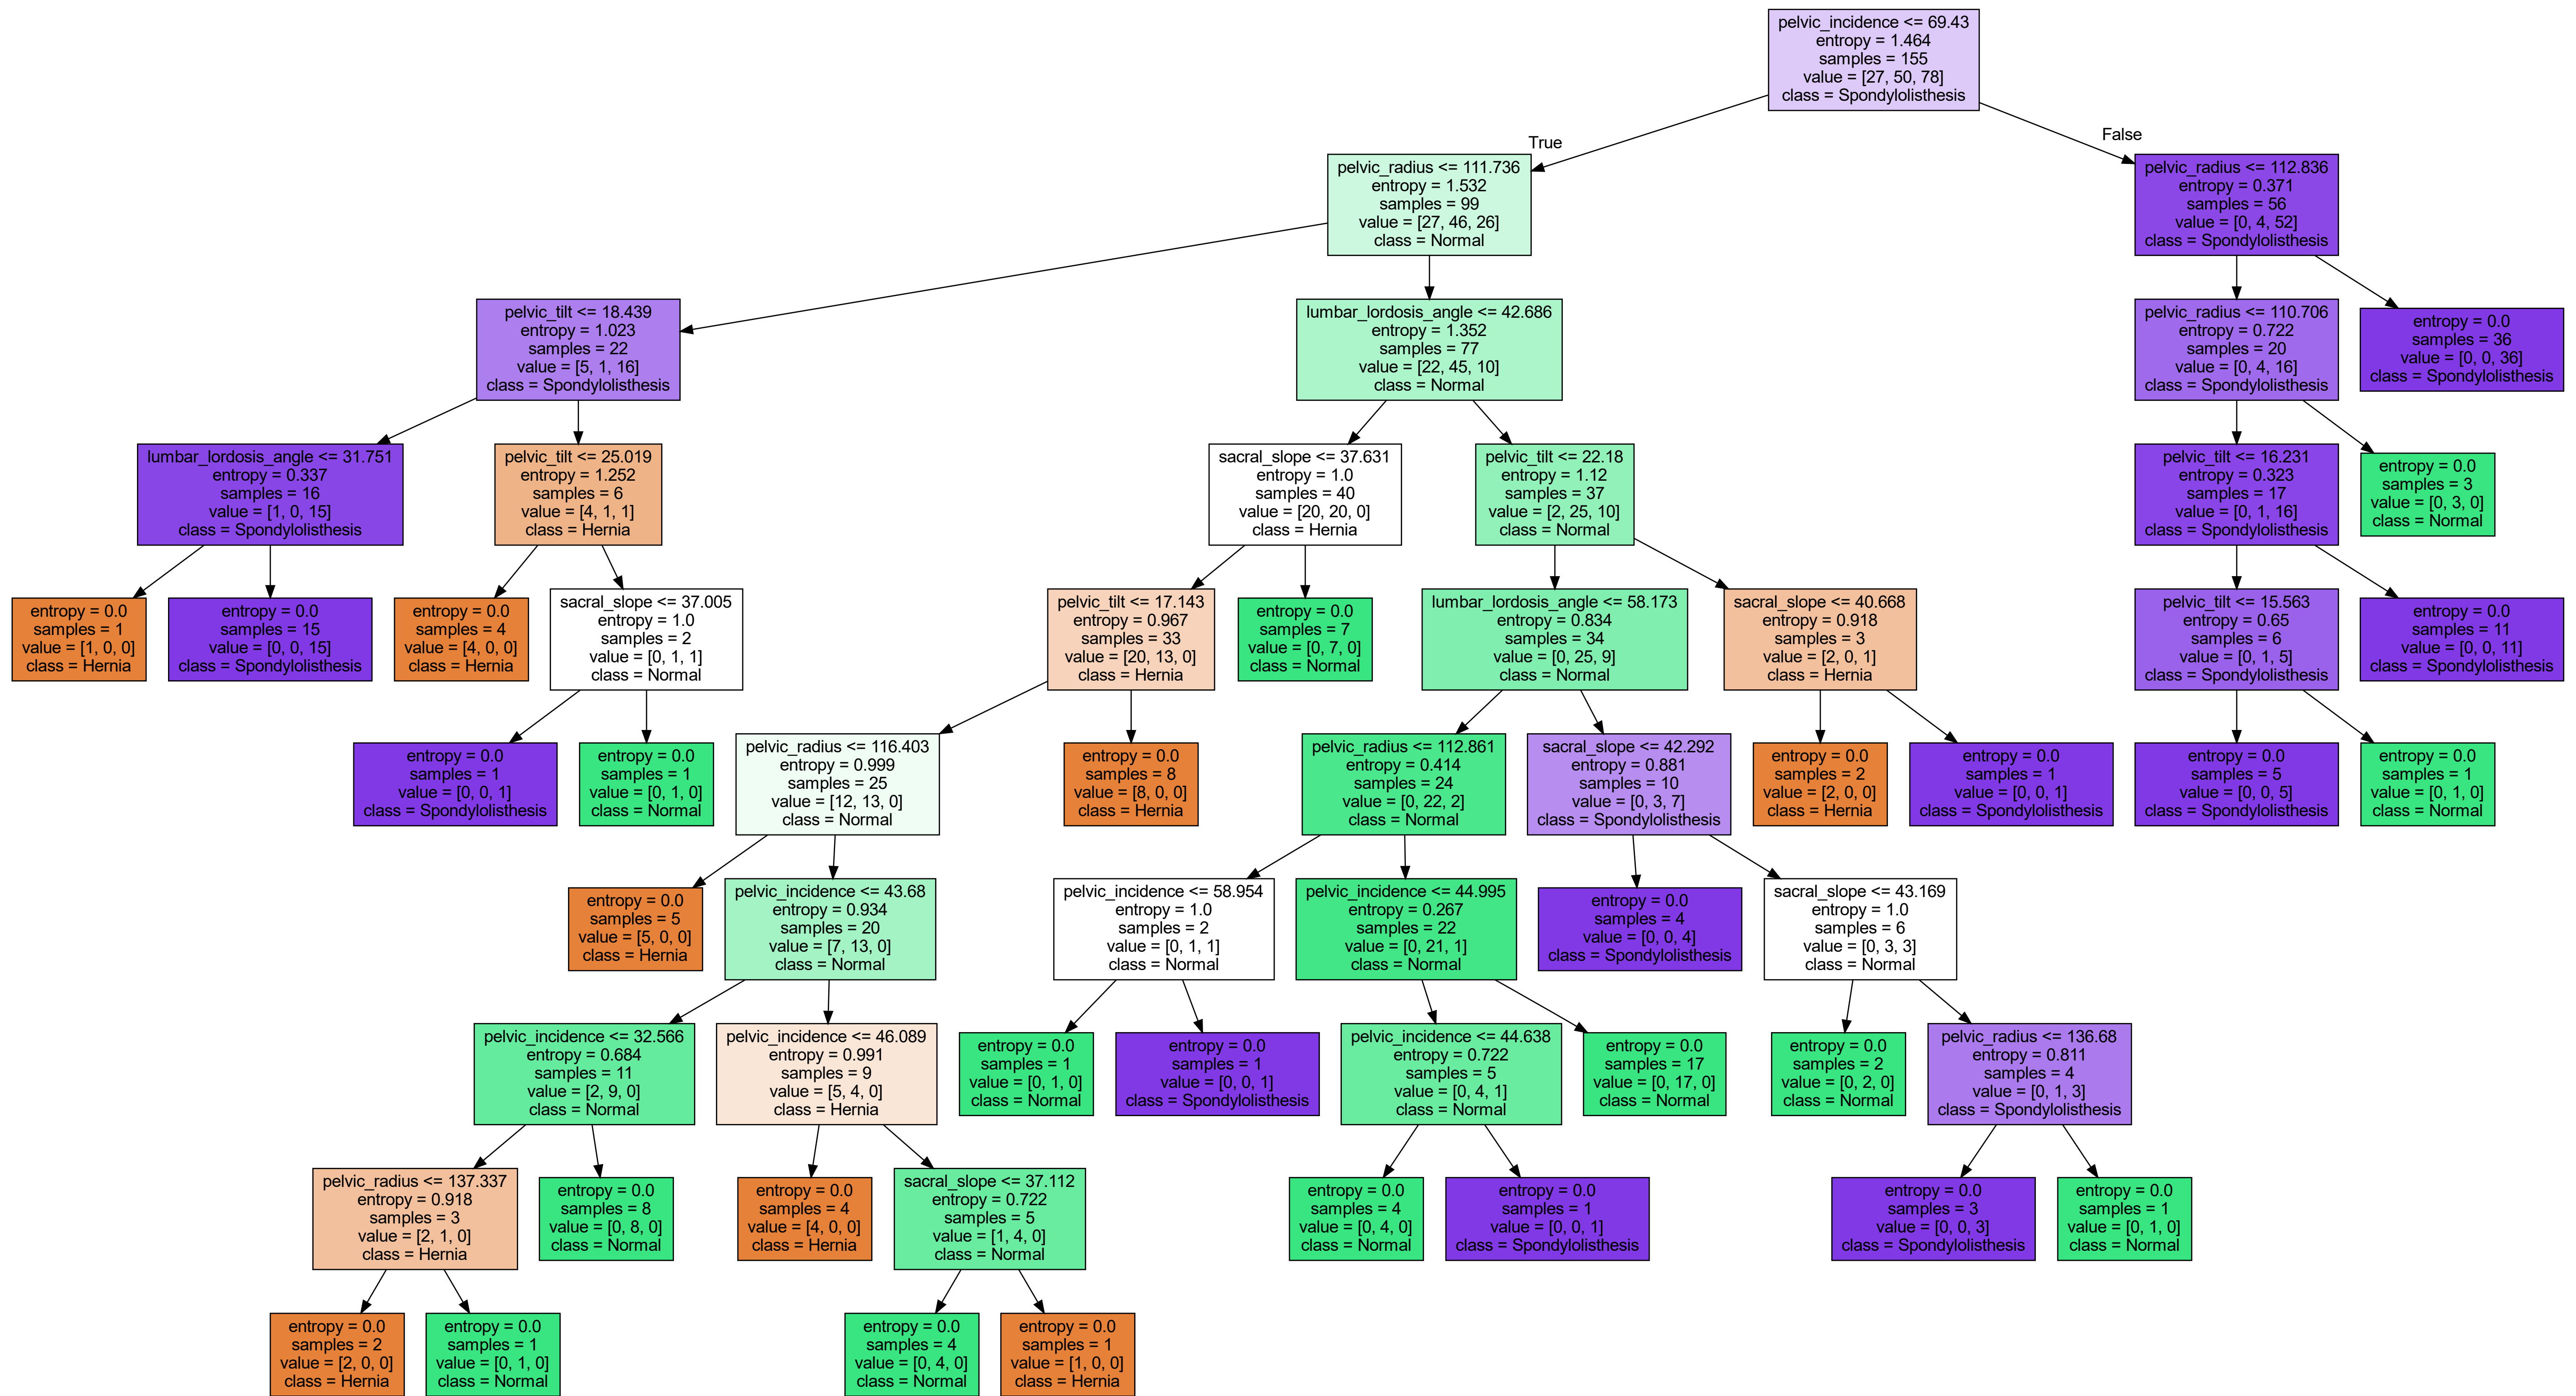 pelvic_incidence <= 69.43
entropy = 1.464
samples = 155
value = [27, 50, 78]
class = Spondylolisthesis
True
False
pelvic_radius <= 111.736
entropy = 1.532
samples = 99
value = [27, 46, 26]
class = Normal
pelvic_radius <= 112.836
entropy = 0.371
samples = 56
value = [0, 4, 52]
class = Spondylolisthesis
pelvic_tilt <= 18.439
entropy = 1.023
samples = 22
value = [5, 1, 16]
class = Spondylolisthesis
lumbar_lordosis_angle <= 42.686
entropy = 1.352
samples = 77
value = [22, 45, 10]
class = Normal
pelvic_radius <= 110.706
entropy = 0.722
samples = 20
value = [0, 4, 16]
class = Spondylolisthesis
entropy = 0.0
samples = 36
value = [0, 0, 36]
class = Spondylolisthesis
lumbar_lordosis_angle <= 31.751
entropy = 0.337
samples = 16
value = [1, 0, 15]
class = Spondylolisthesis
pelvic_tilt <= 25.019
entropy = 1.252
samples = 6
value = [4, 1, 1]
class = Hernia
sacral_slope <= 37.631
entropy = 1.0
samples = 40
value = [20, 20, 0]
class = Hernia
pelvic_tilt <= 22.18
entropy = 1.12
samples = 37
value = [2, 25, 10]
class = Normal
pelvic_tilt <= 16.231
entropy = 0.323
samples = 17
value = [0, 1, 16]
class = Spondylolisthesis
entropy = 0.0
samples = 3
value = [0, 3, 0]
class = Normal
entropy = 0.0
samples = 1
value = [1, 0, 0]
class = Hernia
entropy = 0.0
samples = 15
value = [0, 0, 15]
class = Spondylolisthesis
entropy = 0.0
samples = 4
value = [4, 0, 0]
class = Hernia
sacral_slope <= 37.005
entropy = 1.0
samples = 2
value = [0, 1, 1]
class = Normal
pelvic_tilt <= 17.143
entropy = 0.967
samples = 33
value = [20, 13, 0]
class = Hernia
entropy = 0.0
samples = 7
value = [0, 7, 0]
class = Normal
lumbar_lordosis_angle <= 58.173
entropy = 0.834
samples = 34
value = [0, 25, 9]
class = Normal
sacral_slope <= 40.668
entropy = 0.918
samples = 3
value = [2, 0, 1]
class = Hernia
pelvic_tilt <= 15.563
entropy = 0.65
samples = 6
value = [0, 1, 5]
class = Spondylolisthesis
entropy = 0.0
samples = 11
value = [0, 0, 11]
class = Spondylolisthesis
entropy = 0.0
samples = 1
value = [0, 0, 1]
class = Spondylolisthesis
entropy = 0.0
samples = 1
value = [0, 1, 0]
class = Normal
pelvic_radius <= 116.403
entropy = 0.999
samples = 25
value = [12, 13, 0]
class = Normal
entropy = 0.0
samples = 8
value = [8, 0, 0]
class = Hernia
pelvic_radius <= 112.861
entropy = 0.414
samples = 24
value = [0, 22, 2]
class = Normal
sacral_slope <= 42.292
entropy = 0.881
samples = 10
value = [0, 3, 7]
class = Spondylolisthesis
entropy = 0.0
samples = 2
value = [2, 0, 0]
class = Hernia
entropy = 0.0
samples = 1
value = [0, 0, 1]
class = Spondylolisthesis
entropy = 0.0
samples = 5
value = [0, 0, 5]
class = Spondylolisthesis
entropy = 0.0
samples = 1
value = [0, 1, 0]
class = Normal
entropy = 0.0
samples = 5
value = [5, 0, 0]
class = Hernia
pelvic_incidence <= 43.68
entropy = 0.934
samples = 20
value = [7, 13, 0]
class = Normal
pelvic_incidence <= 58.954
entropy = 1.0
samples = 2
value = [0, 1, 1]
class = Normal
pelvic_incidence <= 44.995
entropy = 0.267
samples = 22
value = [0, 21, 1]
class = Normal
entropy = 0.0
samples = 4
value = [0, 0, 4]
class = Spondylolisthesis
sacral_slope <= 43.169
entropy = 1.0
samples = 6
value = [0, 3, 3]
class = Normal
pelvic_incidence <= 32.566
entropy = 0.684
samples = 11
value = [2, 9, 0]
class = Normal
pelvic_incidence <= 46.089
entropy = 0.991
samples = 9
value = [5, 4, 0]
class = Hernia
entropy = 0.0
samples = 1
value = [0, 1, 0]
class = Normal
entropy = 0.0
samples = 1
value = [0, 0, 1]
class = Spondylolisthesis
pelvic_incidence <= 44.638
entropy = 0.722
samples = 5
value = [0, 4, 1]
class = Normal
entropy = 0.0
samples = 17
value = [0, 17, 0]
class = Normal
entropy = 0.0
samples = 2
value = [0, 2, 0]
class = Normal
pelvic_radius <= 136.68
entropy = 0.811
samples = 4
value = [0, 1, 3]
class = Spondylolisthesis
pelvic_radius <= 137.337
entropy = 0.918
samples = 3
value = [2, 1, 0]
class = Hernia
entropy = 0.0
samples = 8
value = [0, 8, 0]
class = Normal
entropy = 0.0
samples = 4
value = [4, 0, 0]
class = Hernia
sacral_slope <= 37.112
entropy = 0.722
samples = 5
value = [1, 4, 0]
class = Normal
entropy = 0.0
samples = 4
value = [0, 4, 0]
class = Normal
entropy = 0.0
samples = 1
value = [0, 0, 1]
class = Spondylolisthesis
entropy = 0.0
samples = 3
value = [0, 0, 3]
class = Spondylolisthesis
entropy = 0.0
samples = 1
value = [0, 1, 0]
class = Normal
entropy = 0.0
samples = 2
value = [2, 0, 0]
class = Hernia
entropy = 0.0
samples = 1
value = [0, 1, 0]
class = Normal
entropy = 0.0
samples = 4
value = [0, 4, 0]
class = Normal
entropy = 0.0
samples = 1
value = [1, 0, 0]
class = Hernia